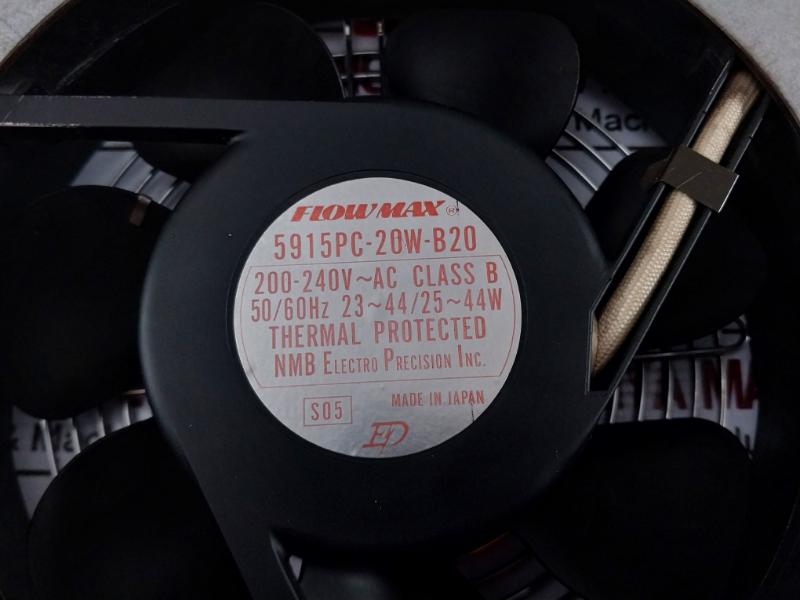 FLOWMAX®
5915PC-20W-B20
200-240V~AC CLASS B
50/60Hz 23~44/25~44W
THERMAL PROTECTED
NMB ELECTRO PRECISION INC.
S05
MADE IN JAPAN